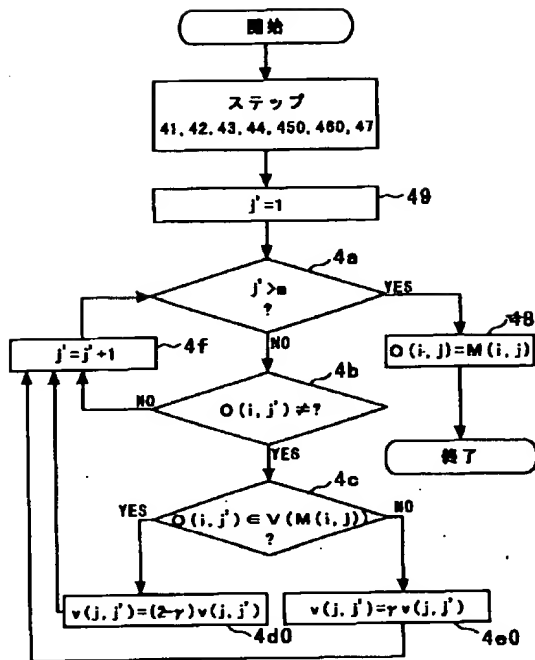 開始
ステップ
41, 42, 43, 44, 450, 460, 47
j'=1
49
4a
j'>m
?
YES
NO
48
O(i, j)=M(i, j)
終了
j'=j'+1
4f
4b
O(i, j')≠?
NO
YES
4c
O(i, j')∈V(M(i, j))
?
YES
NO
v(j, j')=(2-γ)v(j, j')
4d0
v(j, j')=γv(j, j')
4e0